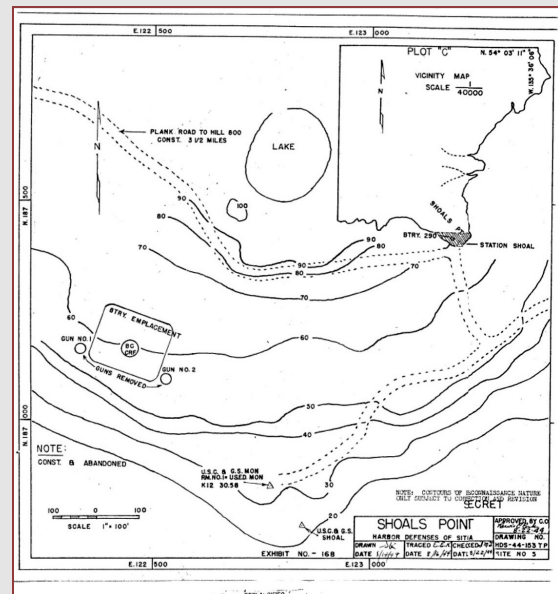 E.122 500
E.123 000
PLOT "C"
N. 54° 03' 11"
VICINITY MAP
SCALE 1/40000
N
PLANK ROAD TO HILL 800
CONST. 3 1/2 MILES
N
LAKE
N.187 500
100
90
80
70
SHOALS PT.
BTRY. 290
STATION SHOAL
90
80
70
90
80
60
BTRY. EMPLACEMENT
60
GUN NO. 1
BC
CRF
GUN NO. 2
GUNS REMOVED
50
40
N.187 000
NOTE:
CONST. & ABANDONED
U.S.C. & G.S. MON
RM. NO. 1 = USED MON
K12 30.58
30
20
NOTE: CONTOURS OF RECONNAISSANCE NATURE
ONLY SUBJECT TO CORRECTION AND REVISION
SECRET
100 0 100
SCALE 1"= 100'
U.S.C. & G.S.
SHOAL
SHOALS POINT
HARBOR DEFENSES OF SITKA
APPROVED BY C.O.
DRAWING NO.
HDS-44-153 TP
SITE NO 3
DRAWN
TRACED
CHECKED
DATE
DATE
DATE
EXHIBIT NO. - 168
E.122 500
E.123 000